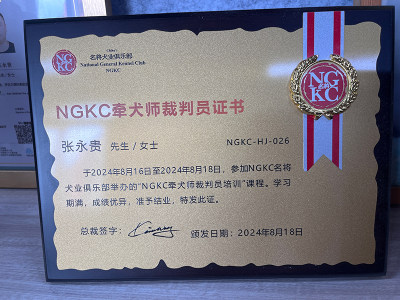 China's
名将犬业俱乐部
National General Kennel Club
NGKC
NG
KC
NGKC牵犬师裁判员证书
张永贵 先生/女士 NGKC-HJ-026
于2024年8月16日至2024年8月18日，参加NGKC名将
犬业俱乐部举办的“NGKC牵犬师裁判员培训”课程。学习
期满，成绩优异，准予结业，特发此证。
总裁签字： 颁发日期：2024年8月18日
NG
KC